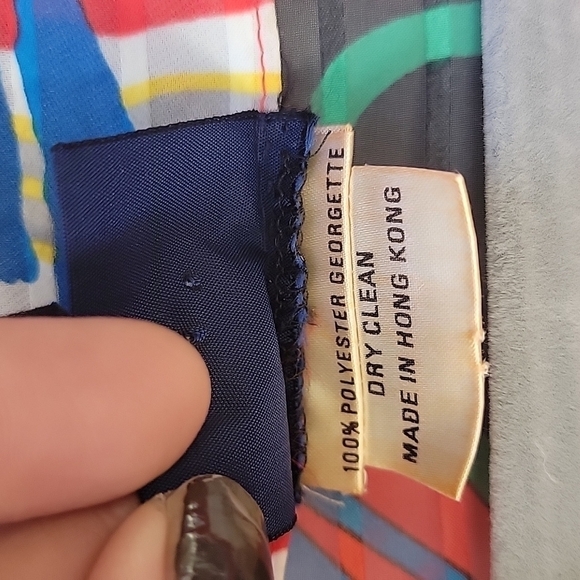 100% POLYESTER GEORGETTE
DRY CLEAN
MADE IN HONG KONG